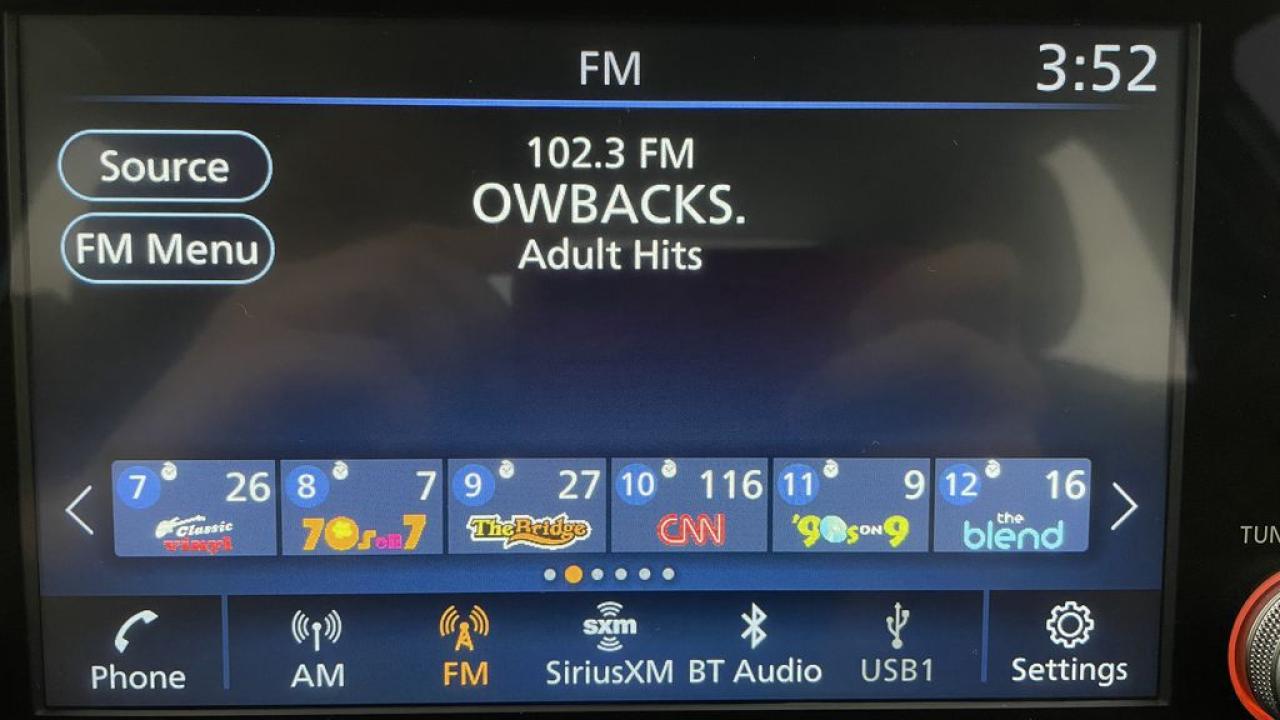 FM
3:52
Source
102.3 FM
OWBACKS.
FM Menu
Adult Hits
7 26
Classic
vinyl
8 7
70s on 7
9 27
The Bridge
10 116
CNN
11 9
'90s ON 9
12 16
the
blend
TUN
Phone
AM
FM
sxm
SiriusXM
BT Audio
USB1
Settings